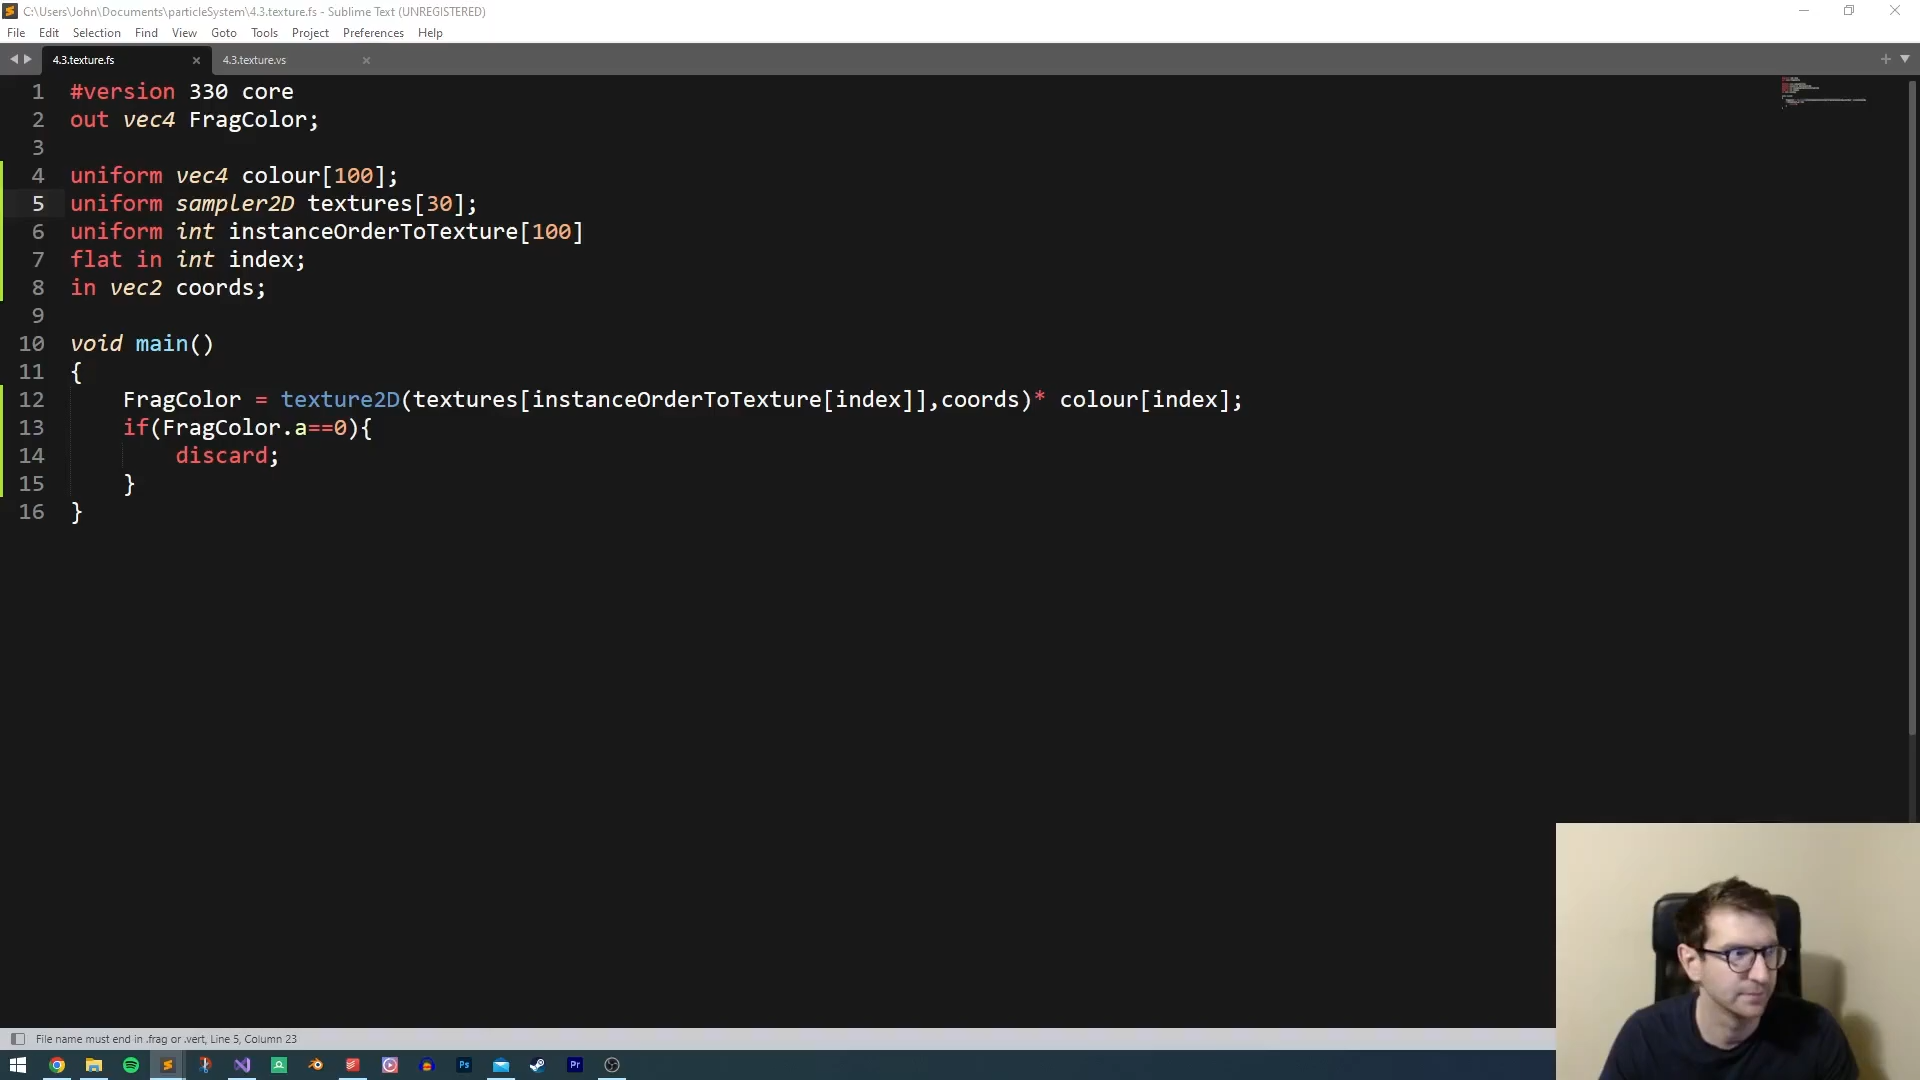 C:\Users\John\Documents\particleSystem\4.3.texture.fs - Sublime Text (UNREGISTERED)
File Edit Selection Find View Goto Tools Project Preferences Help
4.3.texture.fs 4.3.texture.vs
1 #version 330 core
2 out vec4 FragColor;
3
4 uniform vec4 colour[100];
5 uniform sampler2D textures[30];
6 uniform int instanceOrderToTexture[100]
7 flat in int index;
8 in vec2 coords;
9
10 void main()
11 {
12 FragColor = texture2D(textures[instanceOrderToTexture[index]],coords)* colour[index];
13 if(FragColor.a==0){
14 discard;
15 }
16 }
File name must end in .frag or .vert, Line 5, Column 23
Ps
Pr